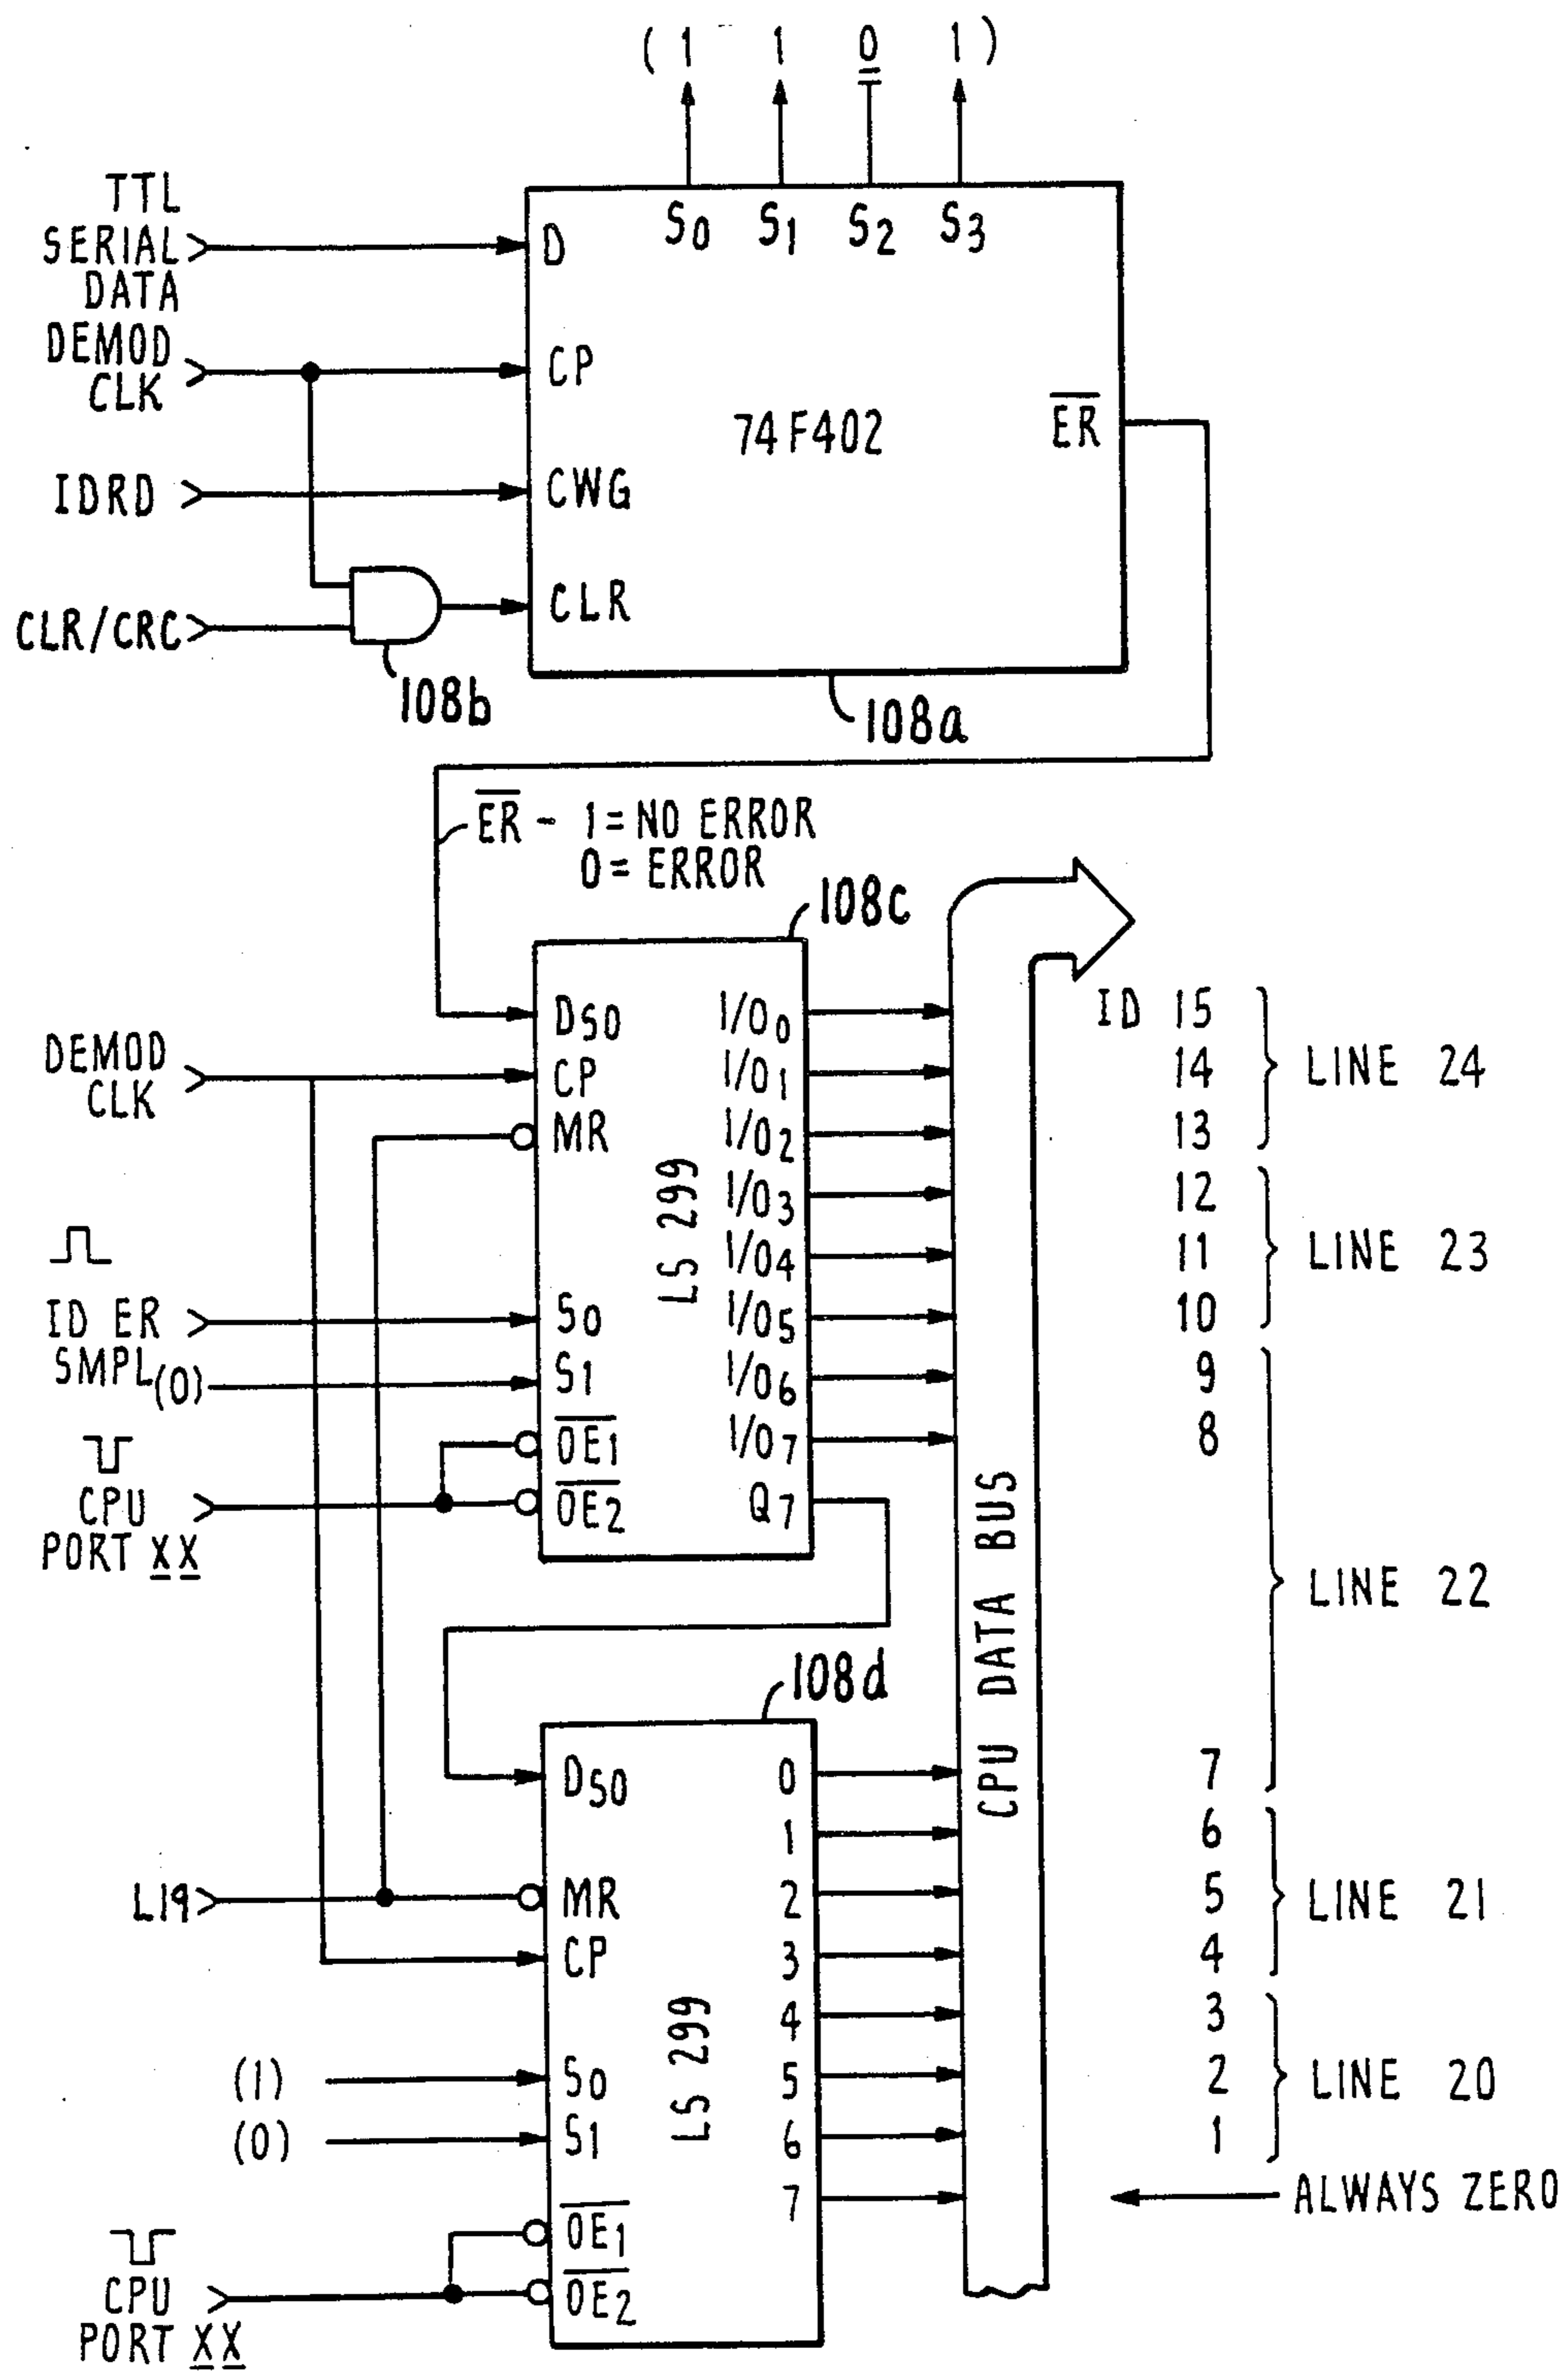 ( 1 1 0 1 )
TTL
SERIAL
DATA
D
S0 S1 S2 S3
DEMOD
CLK
CP
74F402
ER
IDRD
CWG
CLR/CRC
CLR
108b
108a
ER - 1 = NO ERROR
0 = ERROR
108c
DS0
I/O0
ID 15
DEMOD
CLK
CP
I/O1
14
LINE 24
MR
I/O2
13
LS 299
I/O3
12
I/O4
11
LINE 23
ID ER
SMPL
S0
I/O5
10
(0)
S1
I/O6
9
OE1
I/O7
8
CPU
PORT XX
OE2
Q7
CPU DATA BUS
LINE 22
108d
DS0
0
7
1
6
L19
MR
2
5
LINE 21
CP
3
4
LS 299
4
3
(1)
S0
5
2
LINE 20
(0)
S1
6
1
7
ALWAYS ZERO
OE1
CPU
PORT XX
OE2